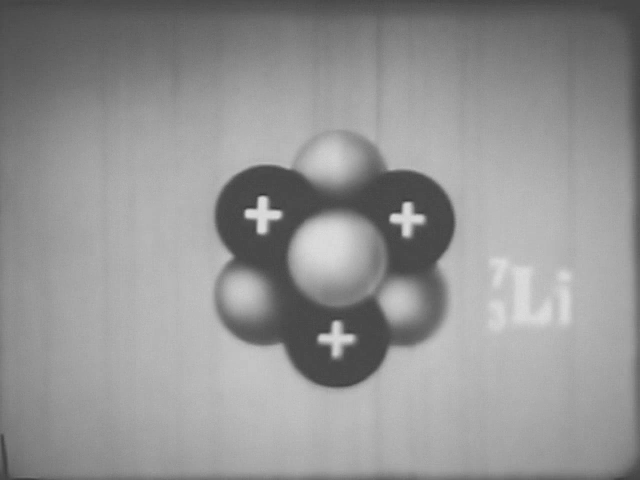 + +
+
⁷₃Li